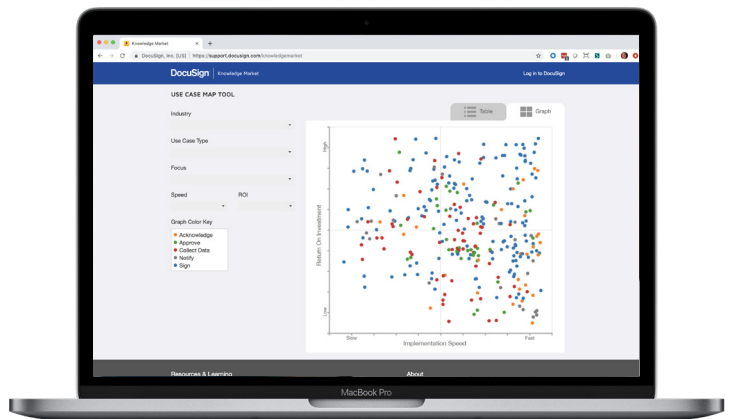 Knowledge Market
DocuSign, Inc. [US] | https://support.docusign.com/knowledgemarket
DocuSign | Knowledge Market
Log in to DocuSign
USE CASE MAP TOOL
Table
Graph
Industry
Use Case Type
Focus
Speed
ROI
Graph Color Key
Acknowledge
Approve
Collect Data
Notify
Sign
High
Return On Investment
Low
Slow
Fast
Implementation Speed
Resources & Learning
About
MacBook Pro